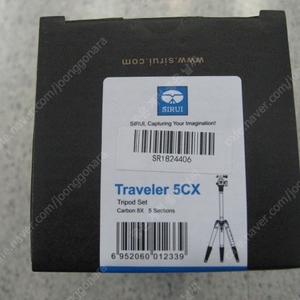 www.sirui.com
SIRUI
SIRUI, Capturing Your Imagination!
SR1824406
Traveler 5CX
Tripod Set
Carbon 8X 5 Sections
6 952060 012339